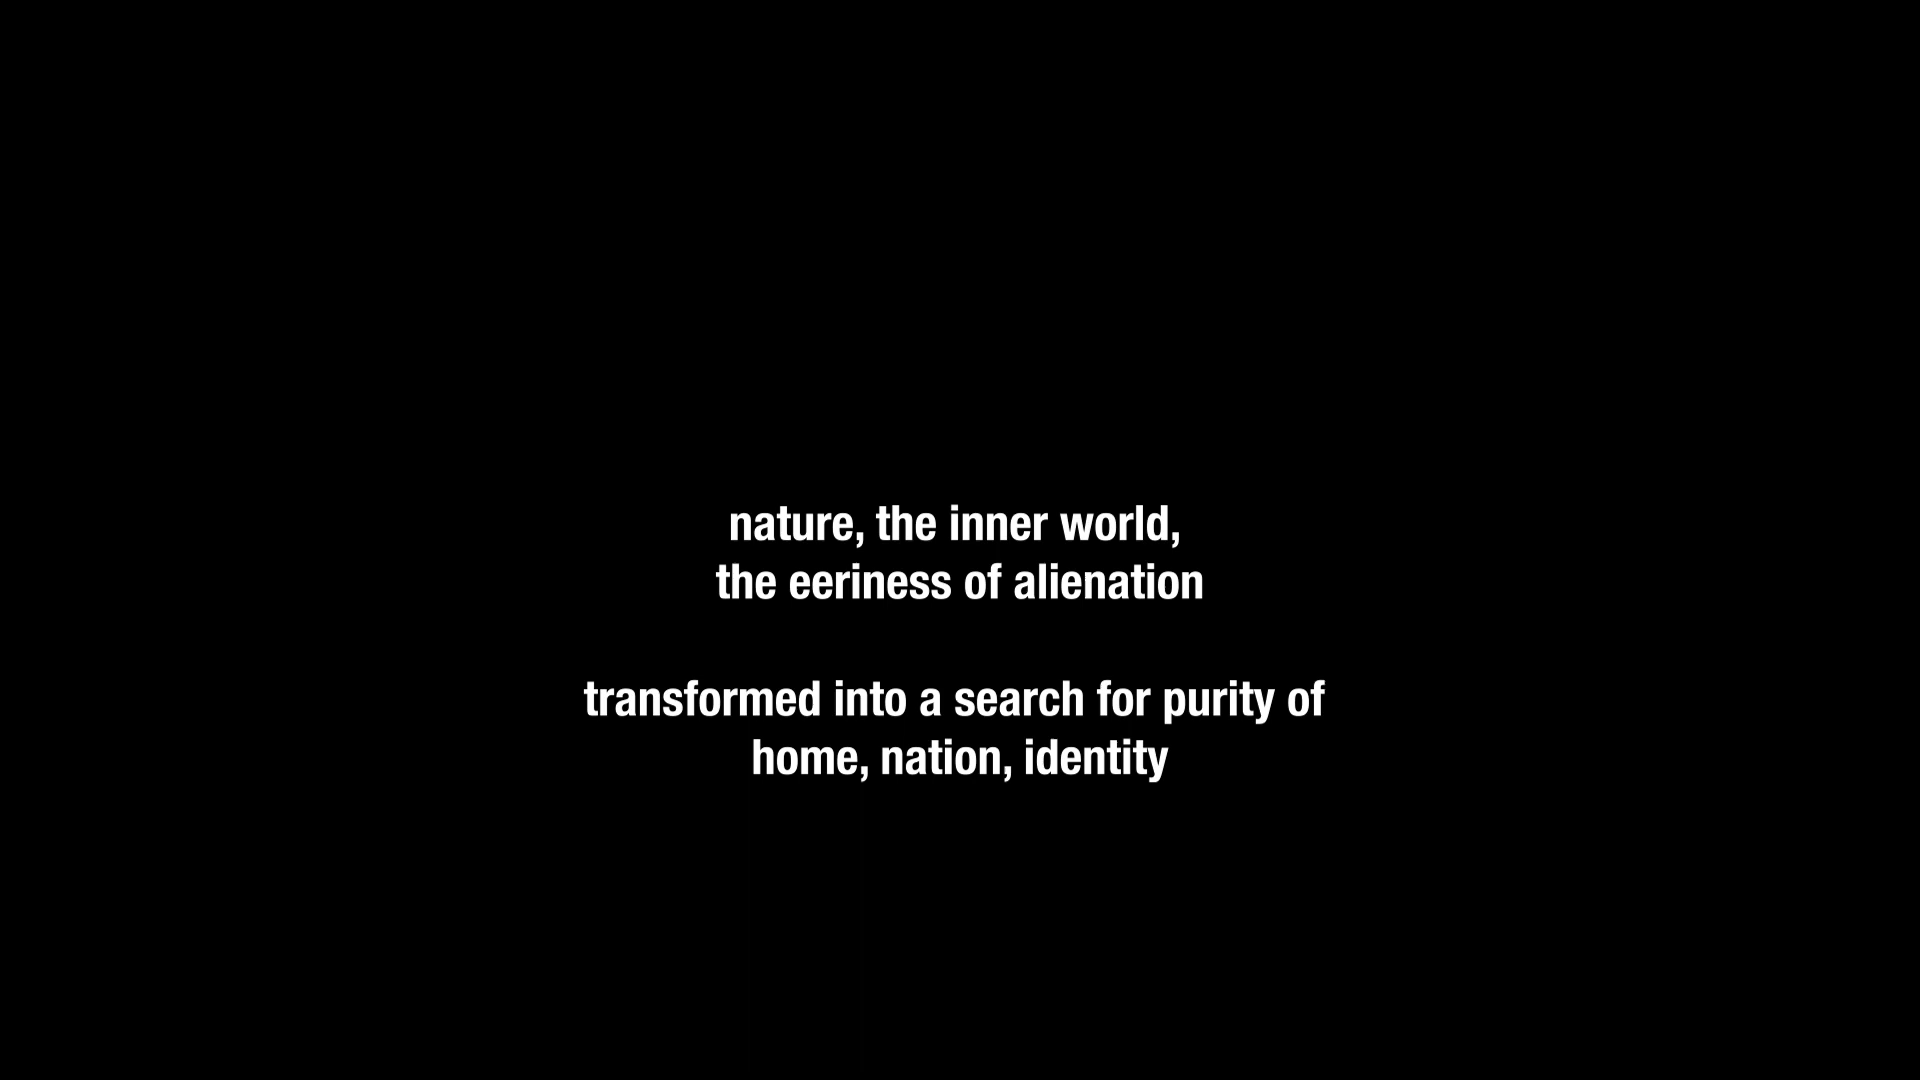 nature, the inner world,
the eeriness of alienation
transformed into a search for purity of
home, nation, identity